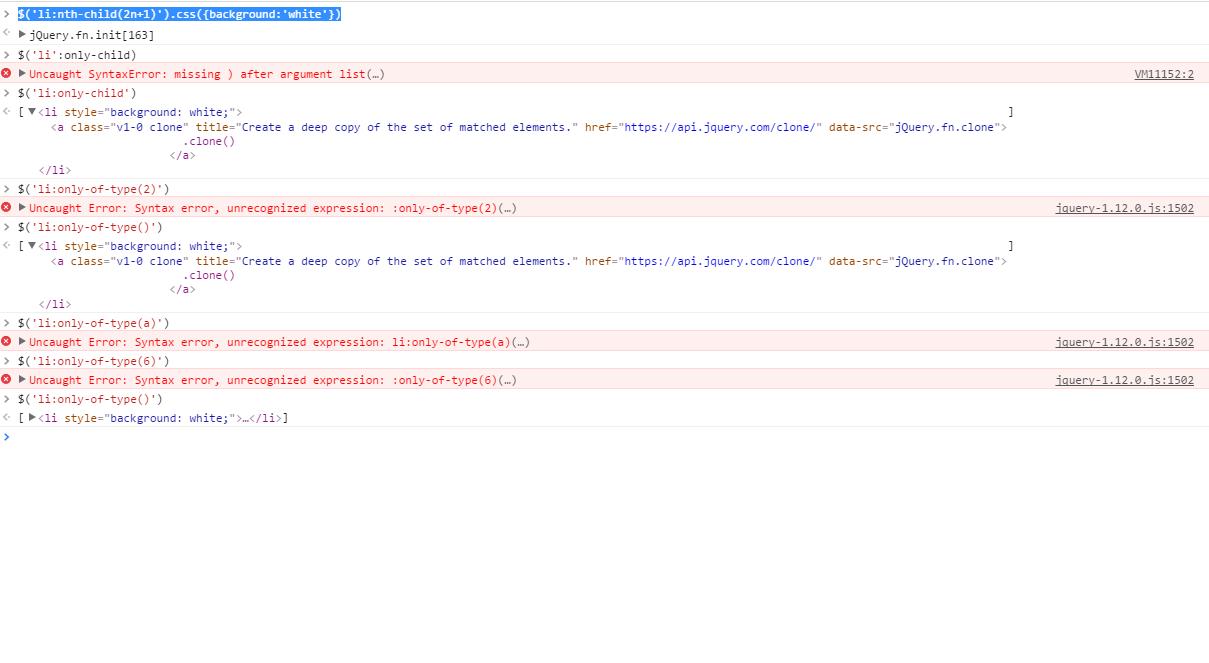 > $('li:nth-child(2n+1)').css({background:'white'})
< ▶ jQuery.fn.init[163]
> $('li':only-child)
▶ Uncaught SyntaxError: missing ) after argument list(…) VM11152:2
> $('li:only-child')
< [ ▼ <li style="background: white;"> ]
<a class="v1-0 clone" title="Create a deep copy of the set of matched elements." href="https://api.jquery.com/clone/" data-src="jQuery.fn.clone">
.clone()
</a>
</li>
> $('li:only-of-type(2)')
▶ Uncaught Error: Syntax error, unrecognized expression: :only-of-type(2)(…) jquery-1.12.0.js:1502
> $('li:only-of-type()')
< [ ▼ <li style="background: white;"> ]
<a class="v1-0 clone" title="Create a deep copy of the set of matched elements." href="https://api.jquery.com/clone/" data-src="jQuery.fn.clone">
.clone()
</a>
</li>
> $('li:only-of-type(a)')
▶ Uncaught Error: Syntax error, unrecognized expression: li:only-of-type(a)(…) jquery-1.12.0.js:1502
> $('li:only-of-type(6)')
▶ Uncaught Error: Syntax error, unrecognized expression: :only-of-type(6)(…) jquery-1.12.0.js:1502
> $('li:only-of-type()')
< [ ▶ <li style="background: white;">…</li>]
>